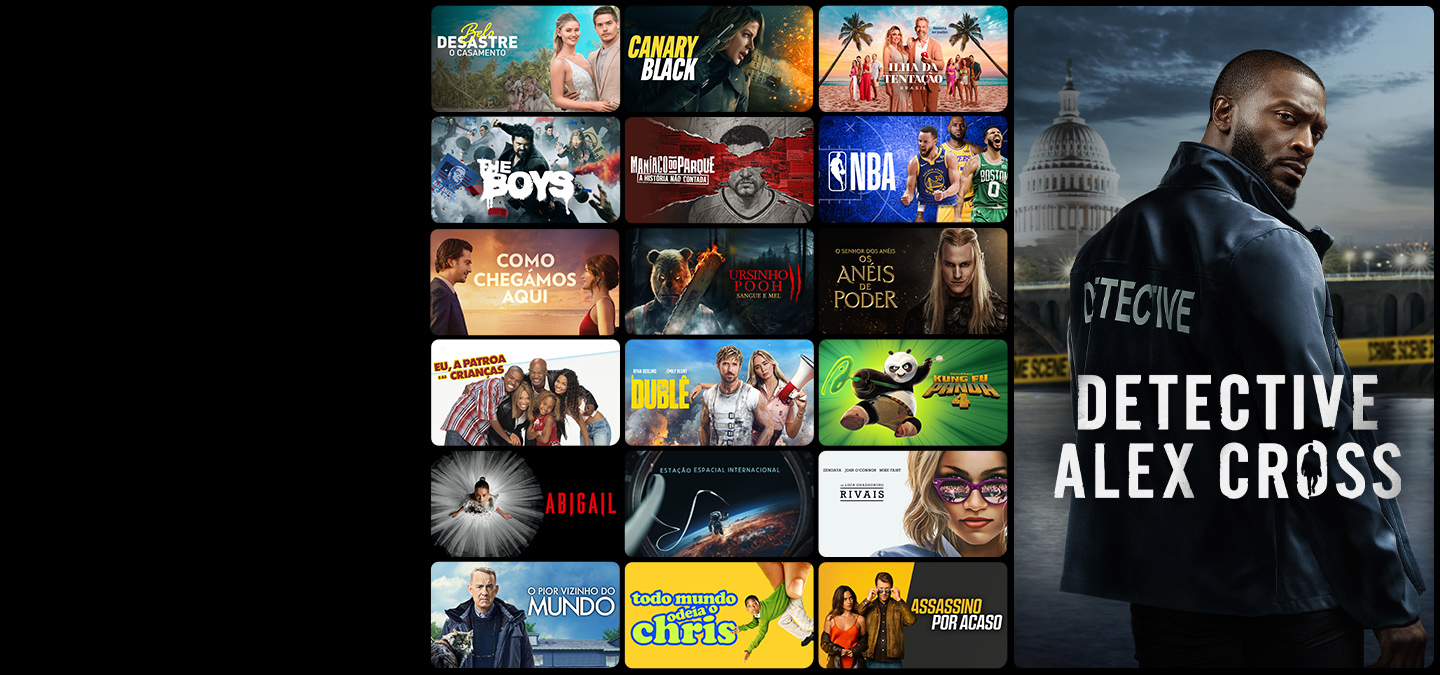 Belo
DESASTRE
O CASAMENTO
CANARY
BLACK
ILHA DA
TENTAÇÃO
BRASIL
THE
BOYS
MANÍACO DO PARQUE
A HISTÓRIA NÃO CONTADA
NBA
BOSTON
0
30
COMO
CHEGÁMOS
AQUI
URSINHO
POOH II
SANGUE E MEL
O SENHOR DOS ANÉIS
OS
ANÉIS
DE
PODER
EU, A PATROA
E AS CRIANÇAS
RYAN GOSLING EMILY BLUNT
DUBLÊ
KUNG FU
PANDA
4
ABIGAIL
ESTAÇÃO ESPACIAL INTERNACIONAL
ZENDAYA JOSH O'CONNOR MIKE FAIST
RIVAIS
O PIOR VIZINHO DO
MUNDO
todo mundo
odeia o
chris
ASSASSINO
POR ACASO
DETECTIVE
CRIME SCENE
DETECTIVE
ALEX CROSS